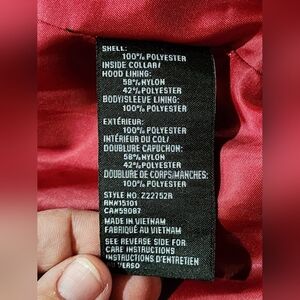 SHELL:
100% POLYESTER
INSIDE COLLAR/
HOOD LINING:
58% NYLON
42% POLYESTER
BODY/SLEEVE LINING:
100% POLYESTER
EXTÉRIEUR:
100% POLYESTER
INTÉRIEUR DU COL/
DOUBLURE CAPUCHON:
58% NYLON
42% POLYESTER
DOUBLURE DE CORPS/MANCHES:
100% POLYESTER
STYLE NO. Z22752R
RN#15101
CA#59087
MADE IN VIETNAM
FABRIQUÉ AU VIETNAM
SEE REVERSE SIDE FOR
CARE INSTRUCTIONS
INSTRUCTIONS D'ENTRETIEN
VERSO